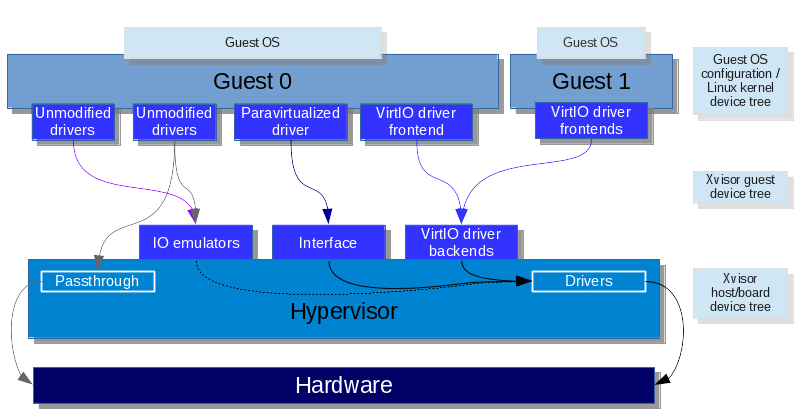 Guest OS
Guest OS
Guest 0
Guest 1
Guest OS
configuration /
Linux kernel
device tree
Unmodified
drivers
Unmodified
drivers
Paravirtualized
driver
VirtIO driver
frontend
VirtIO driver
frontends
Xvisor guest
device tree
IO emulators
Interface
VirtIO driver
backends
Passthrough
Drivers
Hypervisor
Xvisor
host/board
device tree
Hardware